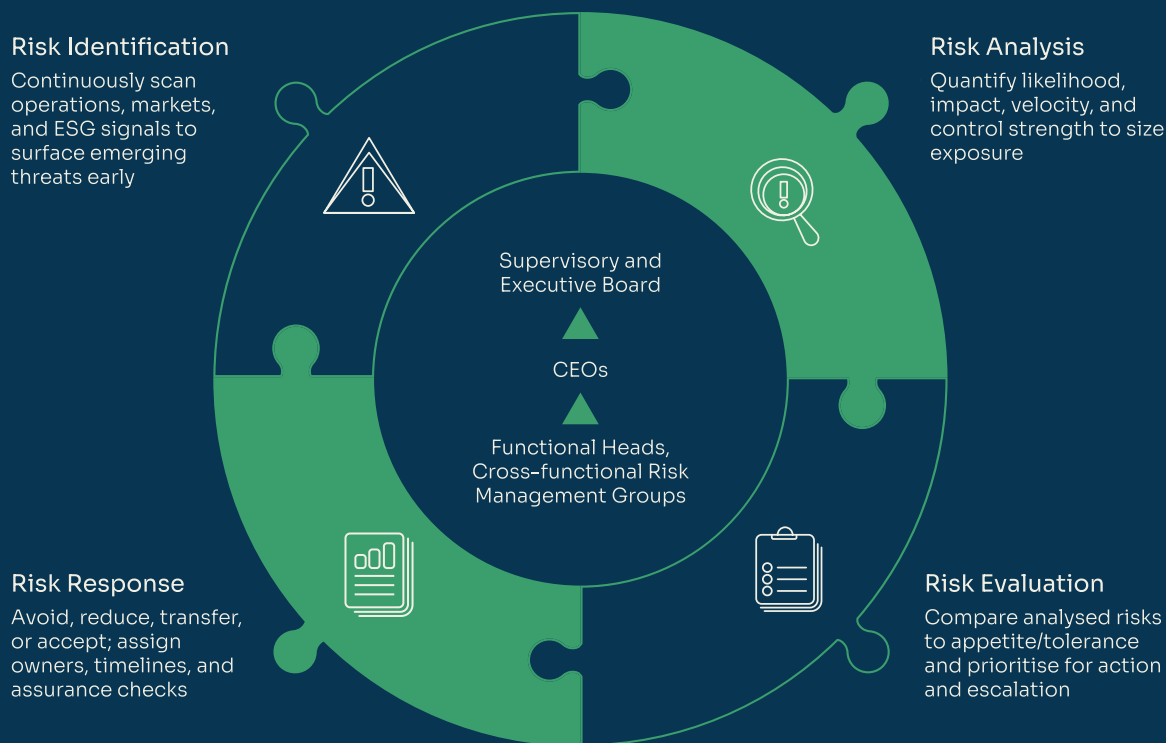 Risk Identification
Continuously scan
operations, markets,
and ESG signals to
surface emerging
threats early
Risk Analysis
Quantify likelihood,
impact, velocity, and
control strength to size
exposure
Supervisory and
Executive Board
CEOs
Functional Heads,
Cross-functional Risk
Management Groups
Risk Response
Avoid, reduce, transfer,
or accept; assign
owners, timelines, and
assurance checks
Risk Evaluation
Compare analysed risks
to appetite/tolerance
and prioritise for action
and escalation